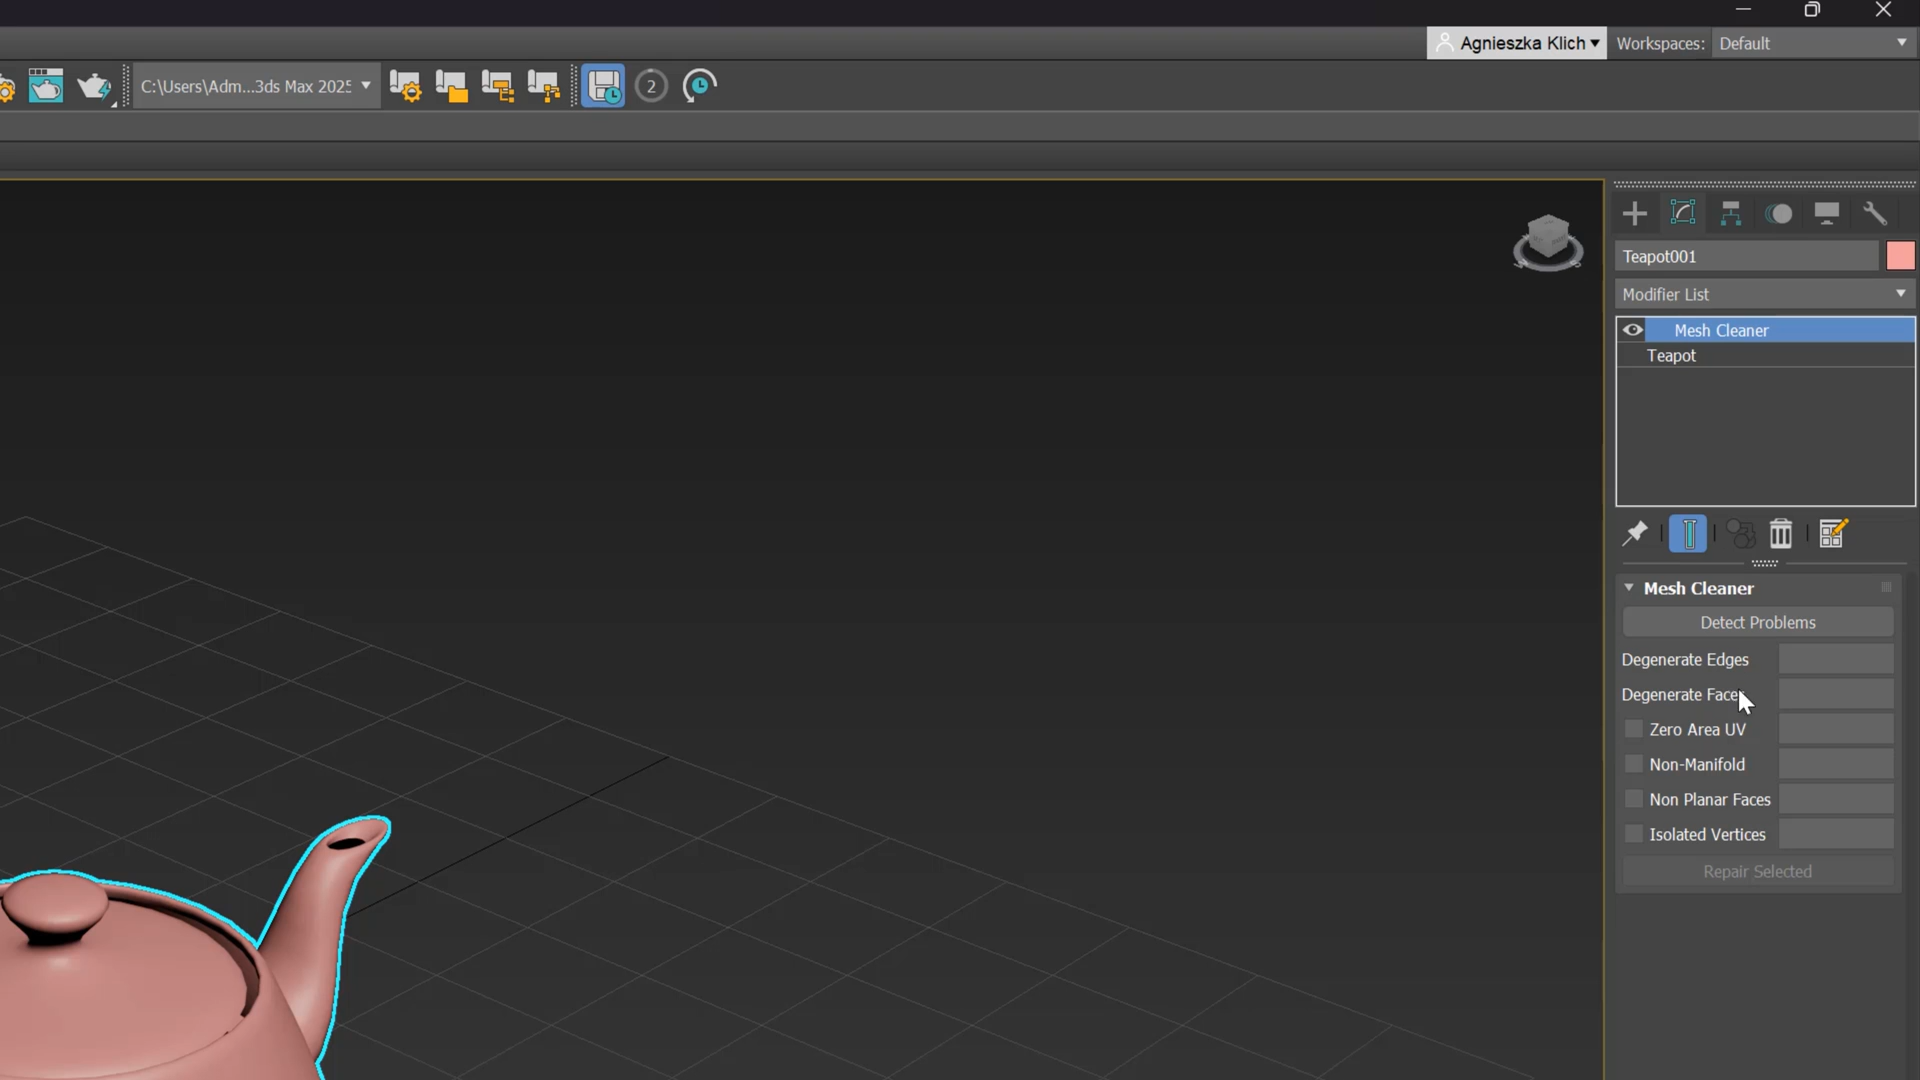 Agnieszka Klich
Workspaces: Default
C:\Users\Adm...3ds Max 2025
2
Teapot001
Modifier List
Mesh Cleaner
Teapot
Mesh Cleaner
Detect Problems
Degenerate Edges
Degenerate Faces
Zero Area UV
Non-Manifold
Non Planar Faces
Isolated Vertices
Repair Selected